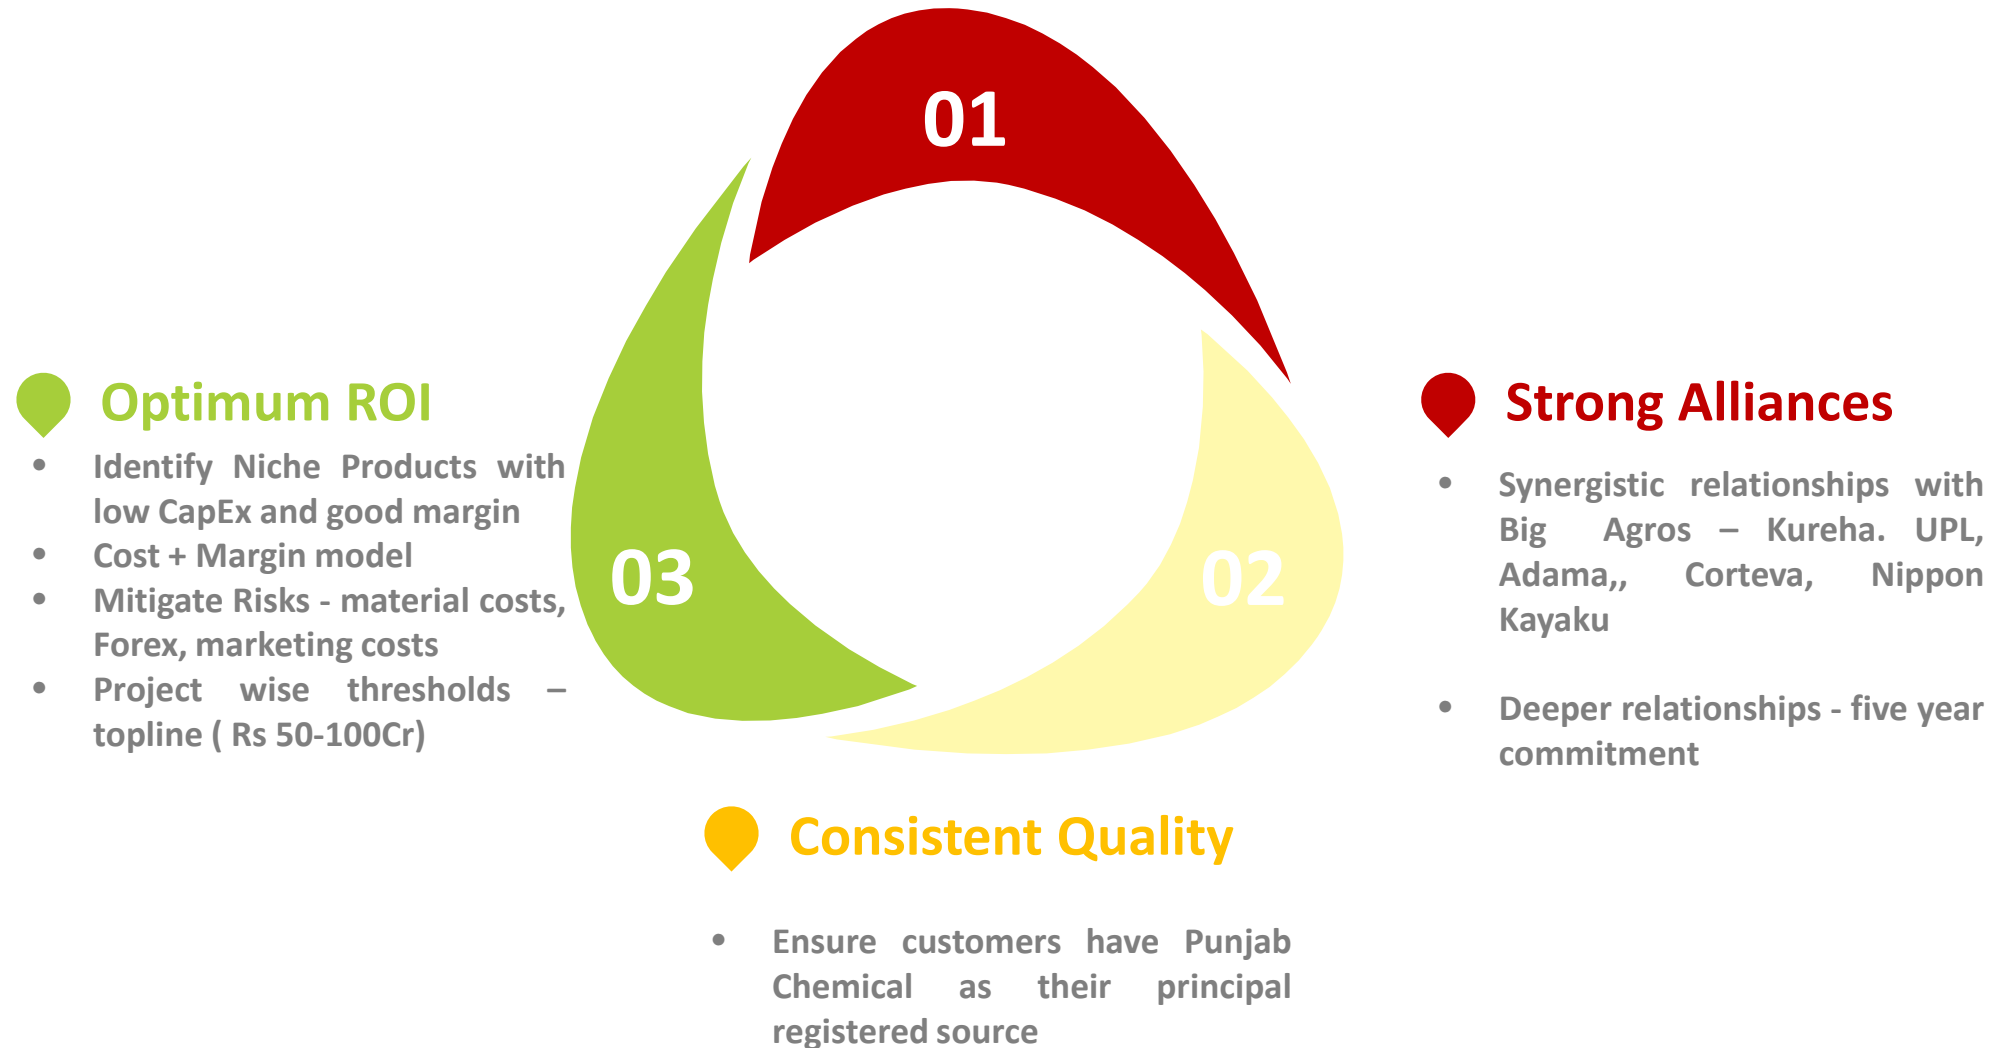 01
02
03
Optimum ROI
• Identify Niche Products with
low CapEx and good margin
• Cost + Margin model
• Mitigate Risks - material costs,
Forex, marketing costs
• Project wise thresholds –
topline ( Rs 50-100Cr)
Strong Alliances
• Synergistic relationships with
Big Agros – Kureha. UPL,
Adama,, Corteva, Nippon
Kayaku
• Deeper relationships - five year
commitment
Consistent Quality
• Ensure customers have Punjab
Chemical as their principal
registered source